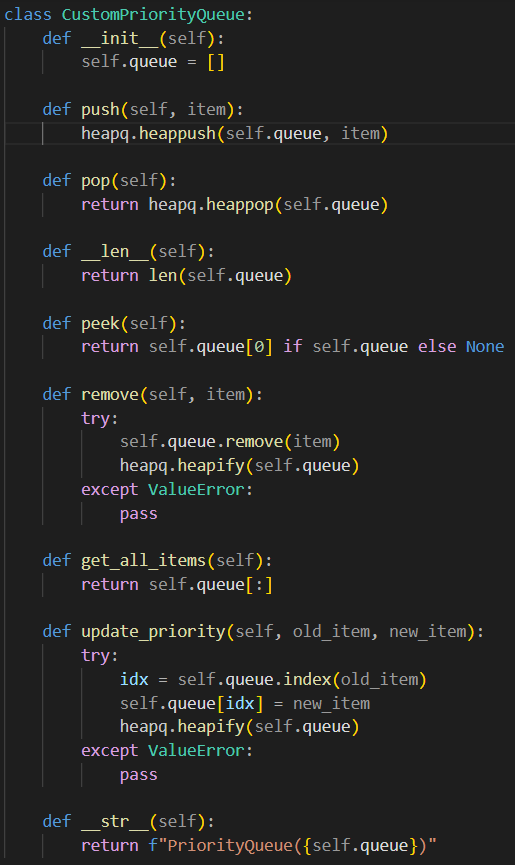 class CustomPriorityQueue:
    def __init__(self):
        self.queue = []

    def push(self, item):
        heapq.heappush(self.queue, item)

    def pop(self):
        return heapq.heappop(self.queue)

    def __len__(self):
        return len(self.queue)

    def peek(self):
        return self.queue[0] if self.queue else None

    def remove(self, item):
        try:
            self.queue.remove(item)
            heapq.heapify(self.queue)
        except ValueError:
            pass

    def get_all_items(self):
        return self.queue[:]

    def update_priority(self, old_item, new_item):
        try:
            idx = self.queue.index(old_item)
            self.queue[idx] = new_item
            heapq.heapify(self.queue)
        except ValueError:
            pass

    def __str__(self):
        return f"PriorityQueue({self.queue})"